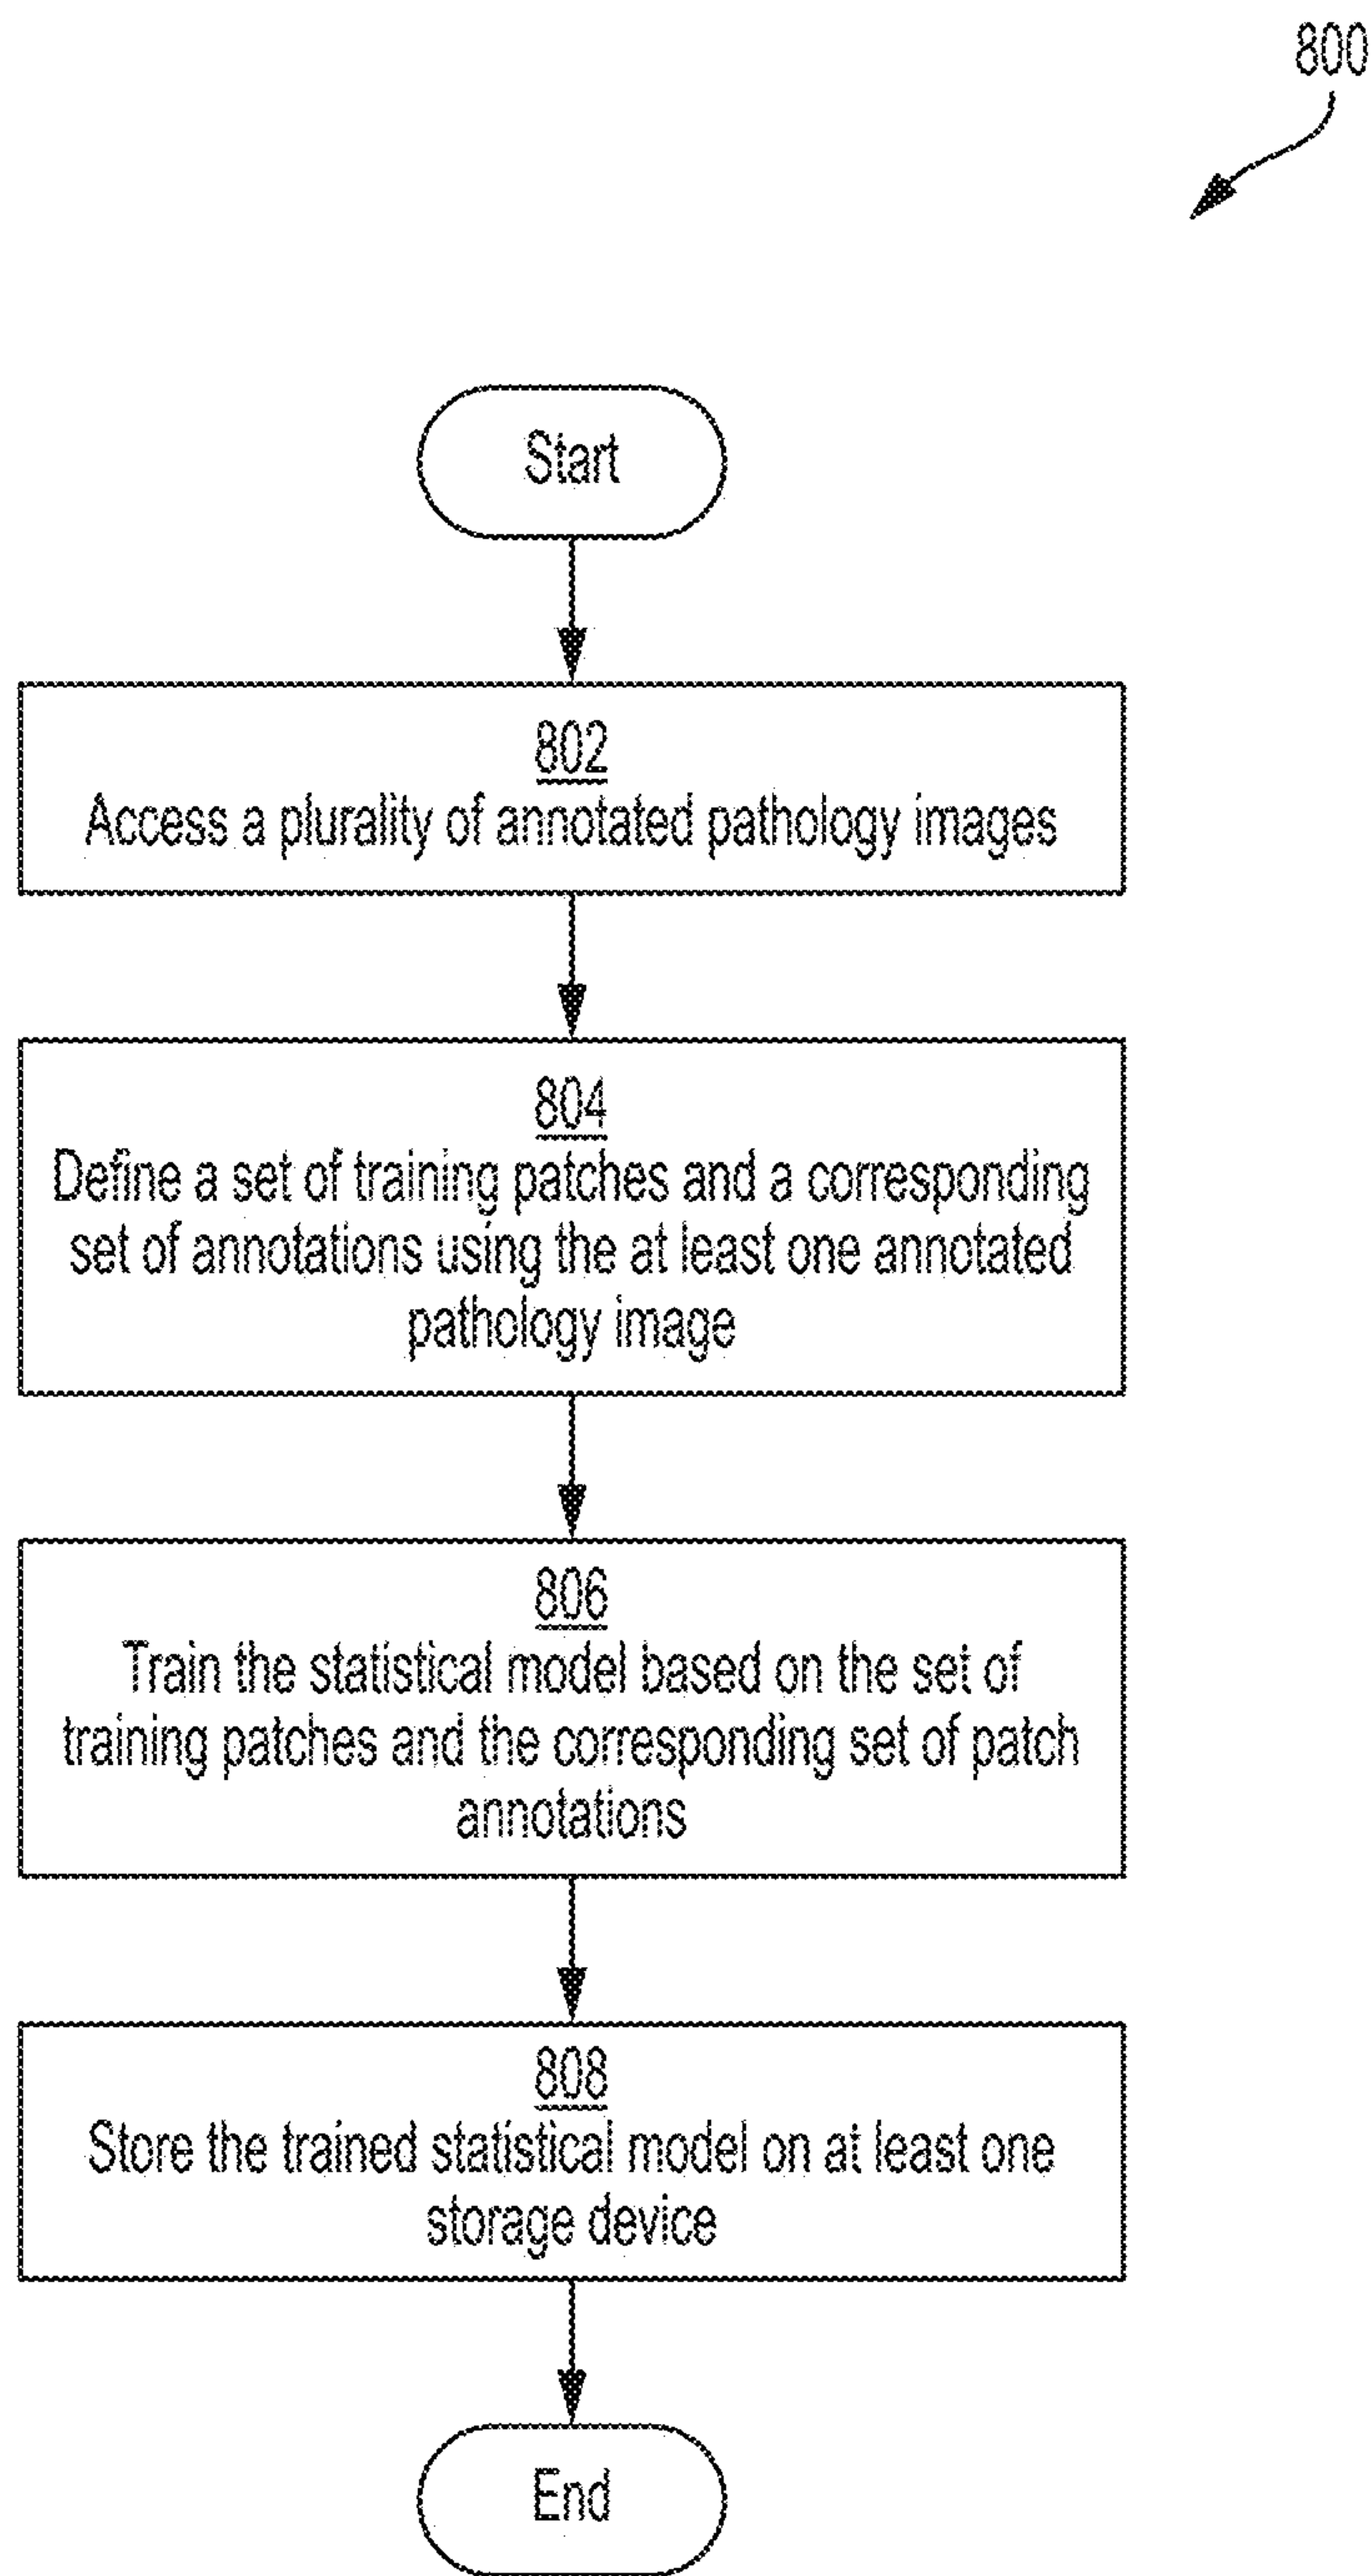 800
Start
802
Access a plurality of annotated pathology images
804
Define a set of training patches and a corresponding
set of annotations using the at least one annotated
pathology image
806
Train the statistical model based on the set of
training patches and the corresponding set of patch
annotations
808
Store the trained statistical model on at least one
storage device
End